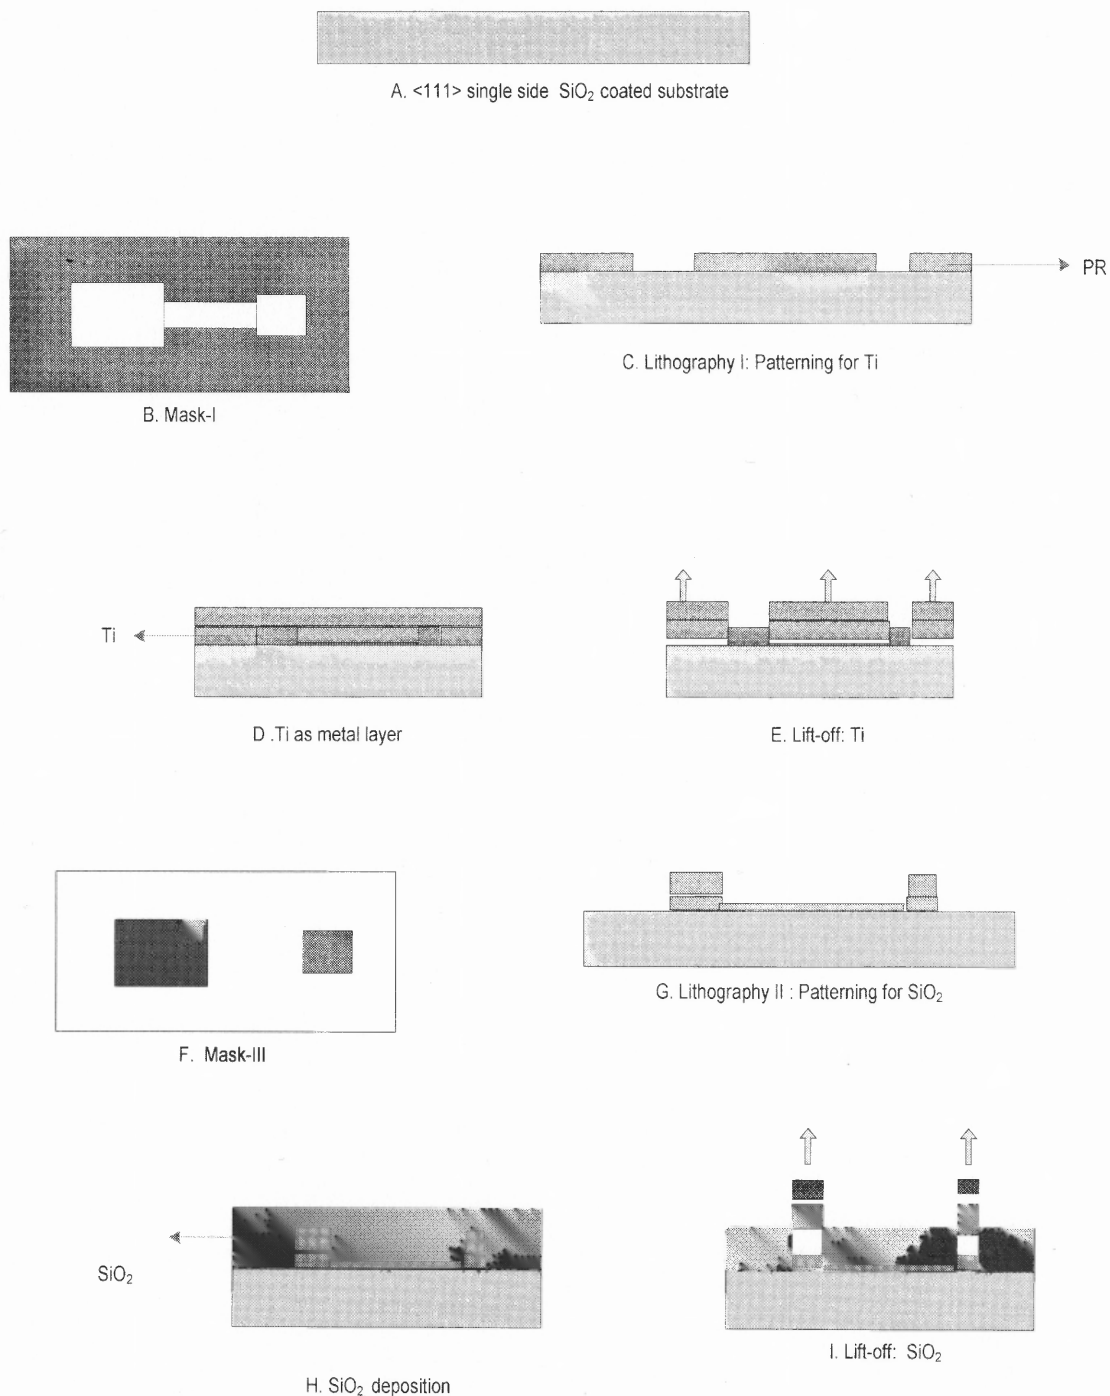 A. <111> single side SiO₂ coated substrate
PR
C. Lithography I: Patterning for Ti
B. Mask-I
Ti
D .Ti as metal layer
E. Lift-off: Ti
G. Lithography II : Patterning for SiO₂
F. Mask-III
SiO₂
I. Lift-off: SiO₂
H. SiO₂ deposition